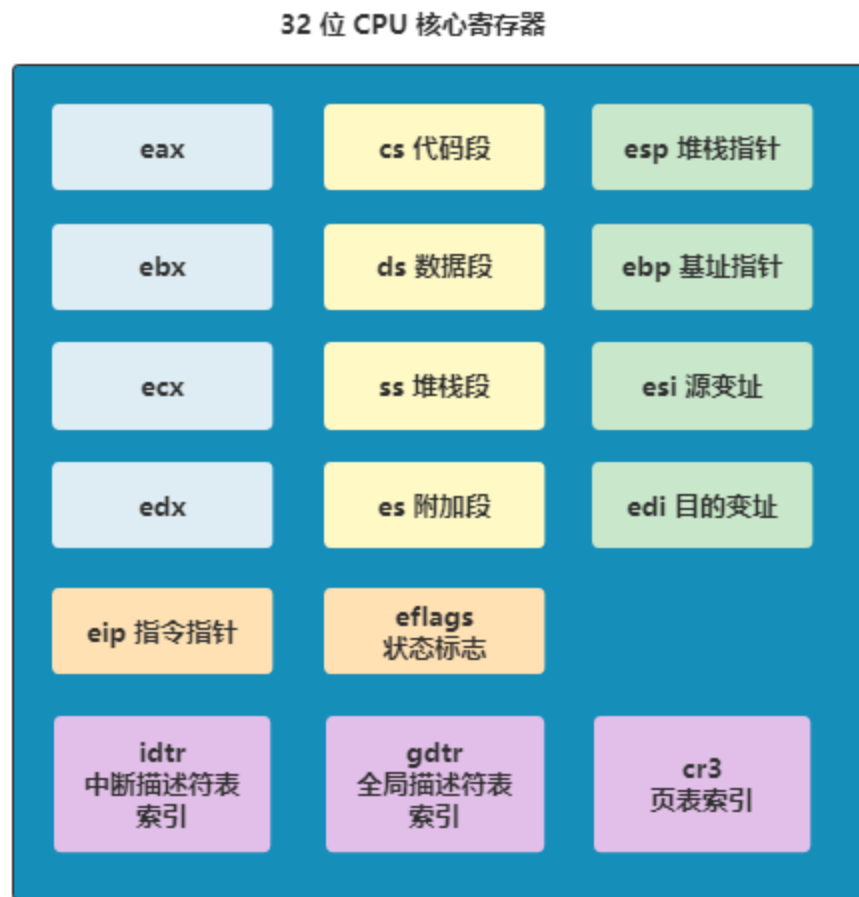 32 位 CPU 核心寄存器
eax
cs 代码段
esp 堆栈指针
ebx
ds 数据段
ebp 基址指针
ecx
ss 堆栈段
esi 源变址
edx
es 附加段
edi 目的变址
eip 指令指针
eflags
状态标志
idtr
中断描述符表
索引
gdtr
全局描述符表
索引
cr3
页表索引